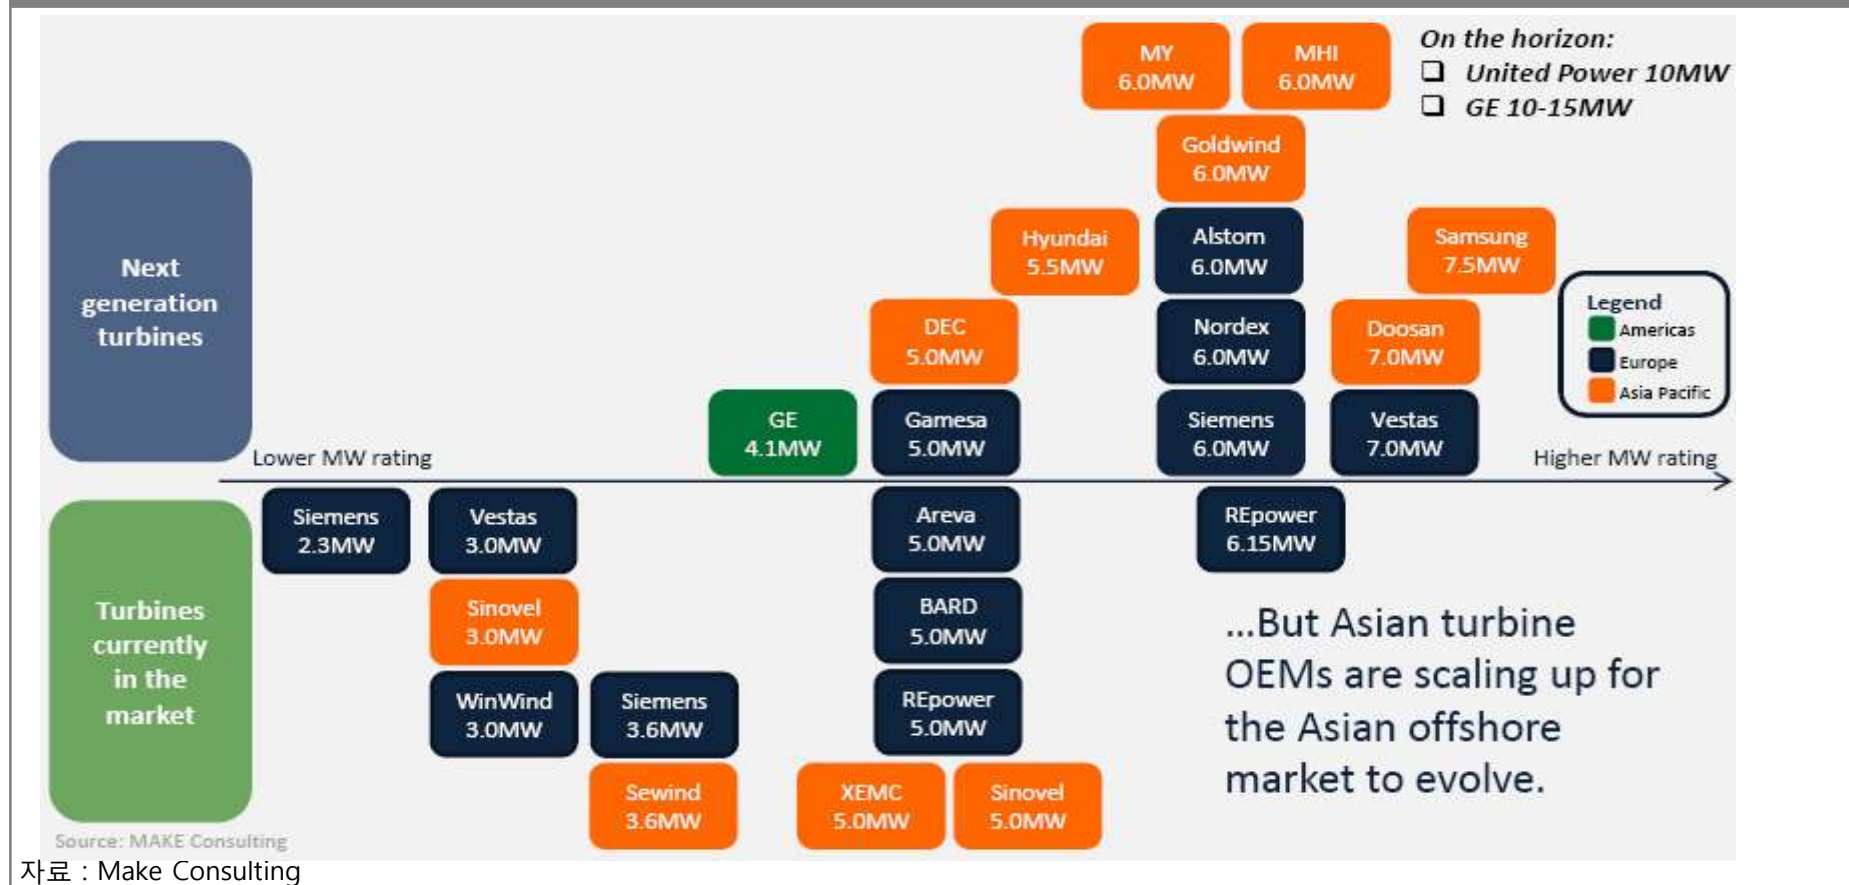 MY
6.0MW
MHI
6.0MW
On the horizon:
❑ United Power 10MW
❑ GE 10-15MW
Goldwind
6.0MW
Next
generation
turbines
Hyundai
5.5MW
Alstom
6.0MW
Samsung
7.5MW
DEC
5.0MW
Nordex
6.0MW
Doosan
7.0MW
Legend
Americas
Europe
Asia Pacific
GE
4.1MW
Gamesa
5.0MW
Siemens
6.0MW
Vestas
7.0MW
Lower MW rating
Higher MW rating
Turbines
currently
in the
market
Siemens
2.3MW
Vestas
3.0MW
Areva
5.0MW
REpower
6.15MW
Sinovel
3.0MW
BARD
5.0MW
WinWind
3.0MW
Siemens
3.6MW
REpower
5.0MW
Sewind
3.6MW
XEMC
5.0MW
Sinovel
5.0MW
...But Asian turbine
OEMs are scaling up for
the Asian offshore
market to evolve.
Source: MAKE Consulting
자료 : Make Consulting